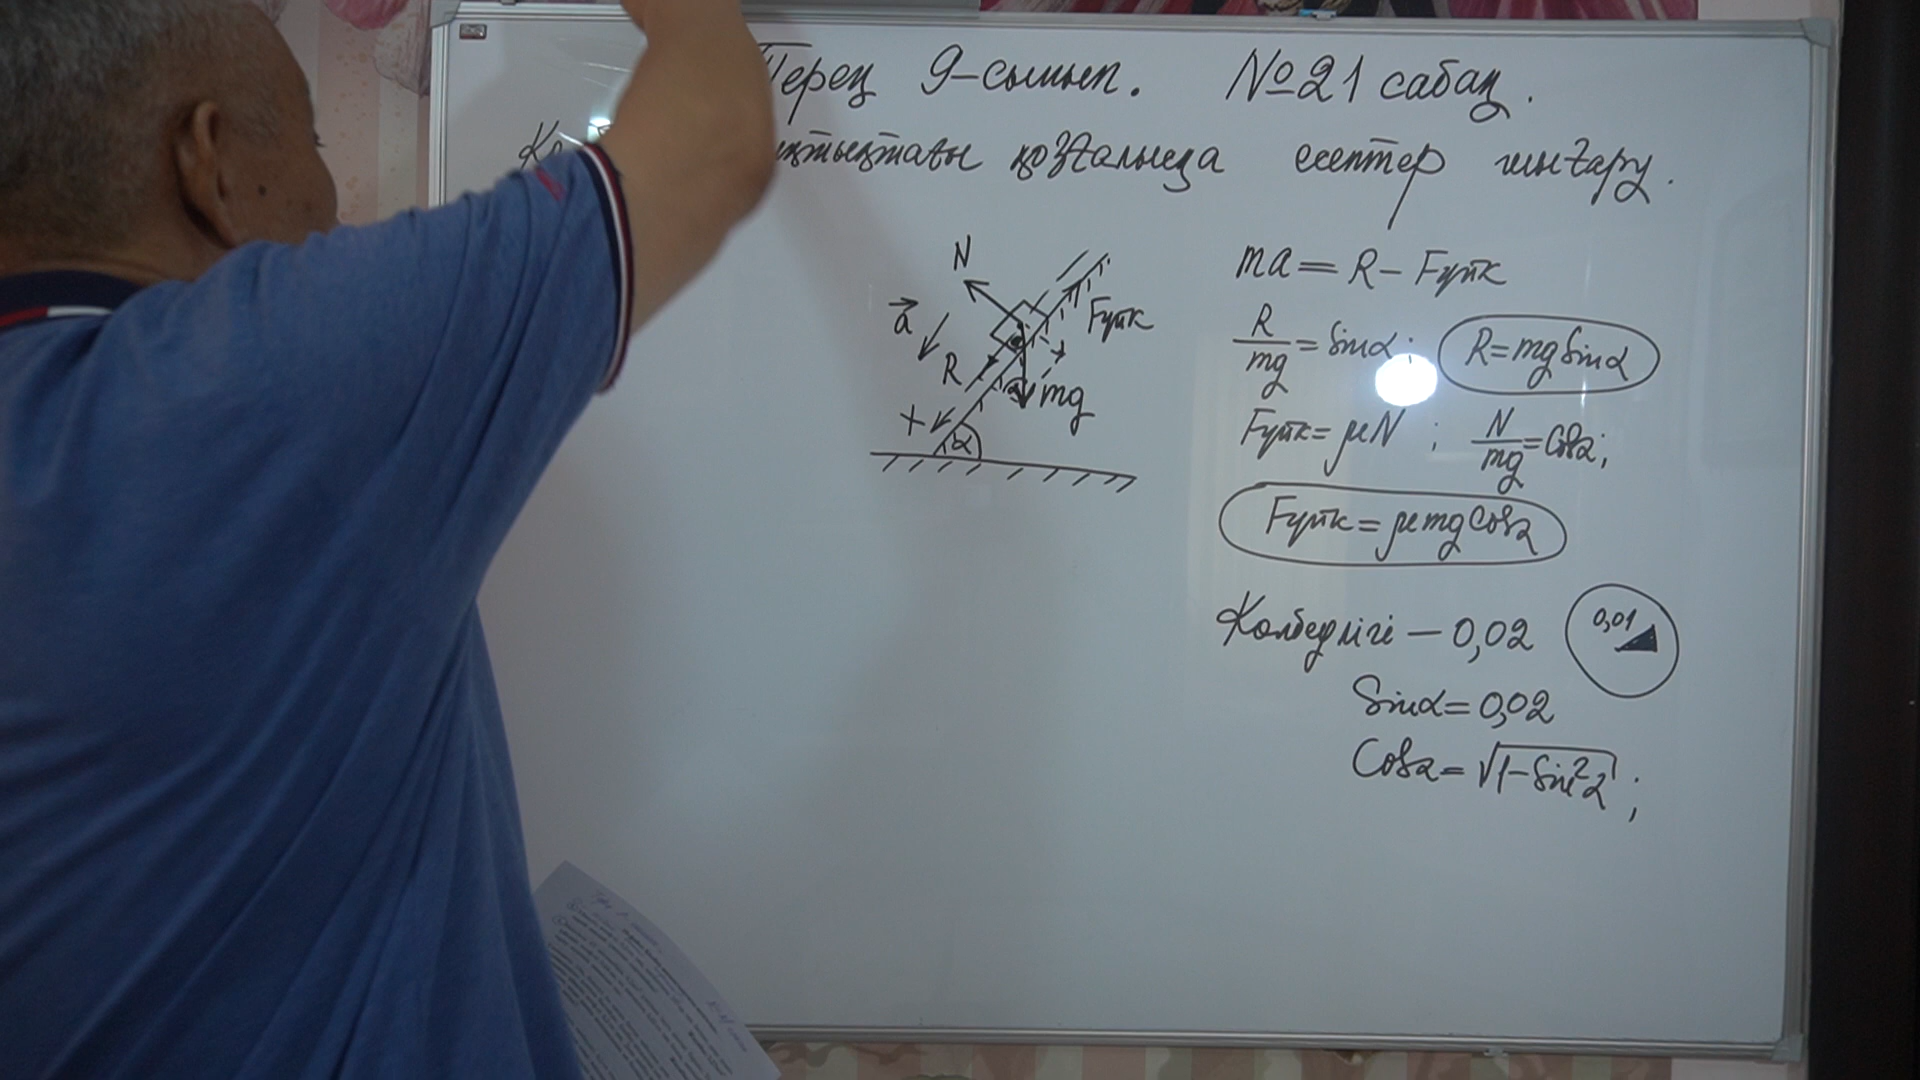 Терең 9-сынып. №21 сабақ.
қозғалысқа есептер шығару.
N
a
R
Fүйк
mg
α
+
α
ma = R - Fүйк
R/mg = Sinα; R = mg Sinα
Fүйк = μN ; N/mg = Cosα;
Fүйк = μmg Cosα
Көлбеулігі - 0,02
0,01
Sinα = 0,02
Cosα = √1-Sin²α ;